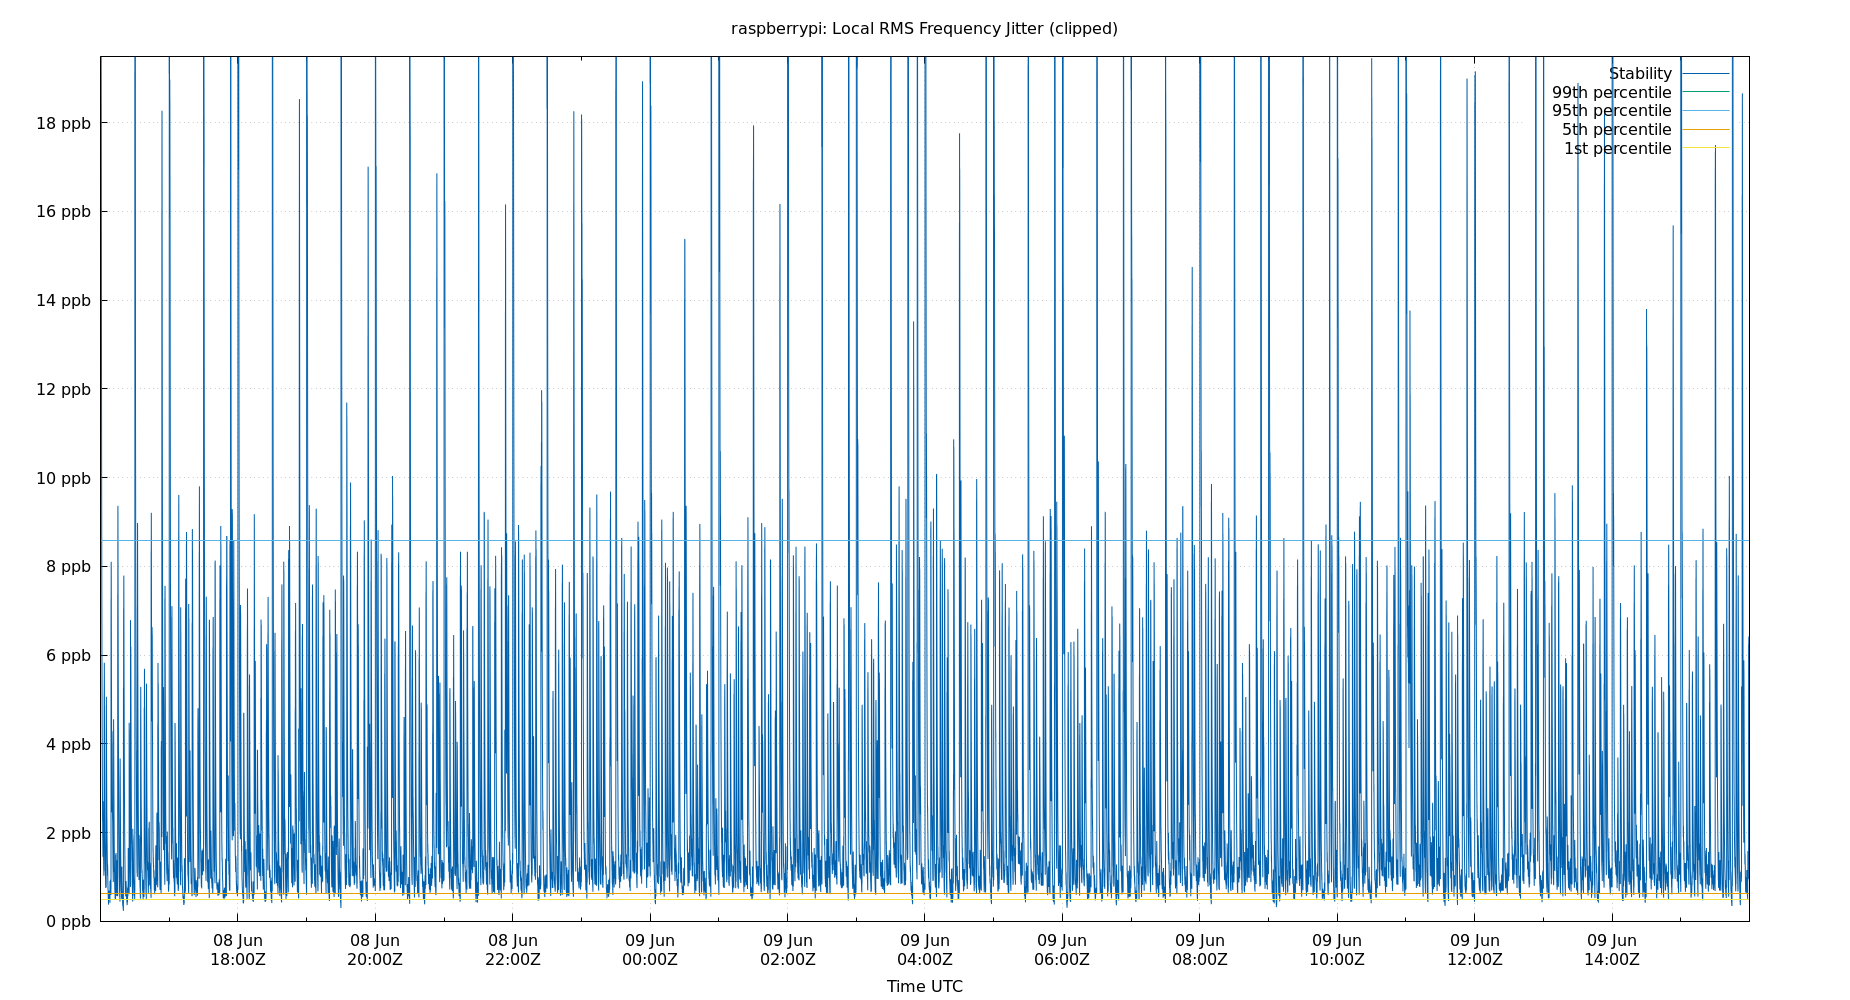 raspberrypi: Local RMS Frequency Jitter (clipped)
Stability
99th percentile
95th percentile
5th percentile
1st percentile
18 ppb
16 ppb
14 ppb
12 ppb
10 ppb
8 ppb
6 ppb
4 ppb
2 ppb
0 ppb
08 Jun 08 Jun 08 Jun 09 Jun 09 Jun 09 Jun 09 Jun 09 Jun 09 Jun 09 Jun 09 Jun
18:00Z 20:00Z 22:00Z 00:00Z 02:00Z 04:00Z 06:00Z 08:00Z 10:00Z 12:00Z 14:00Z
Time UTC